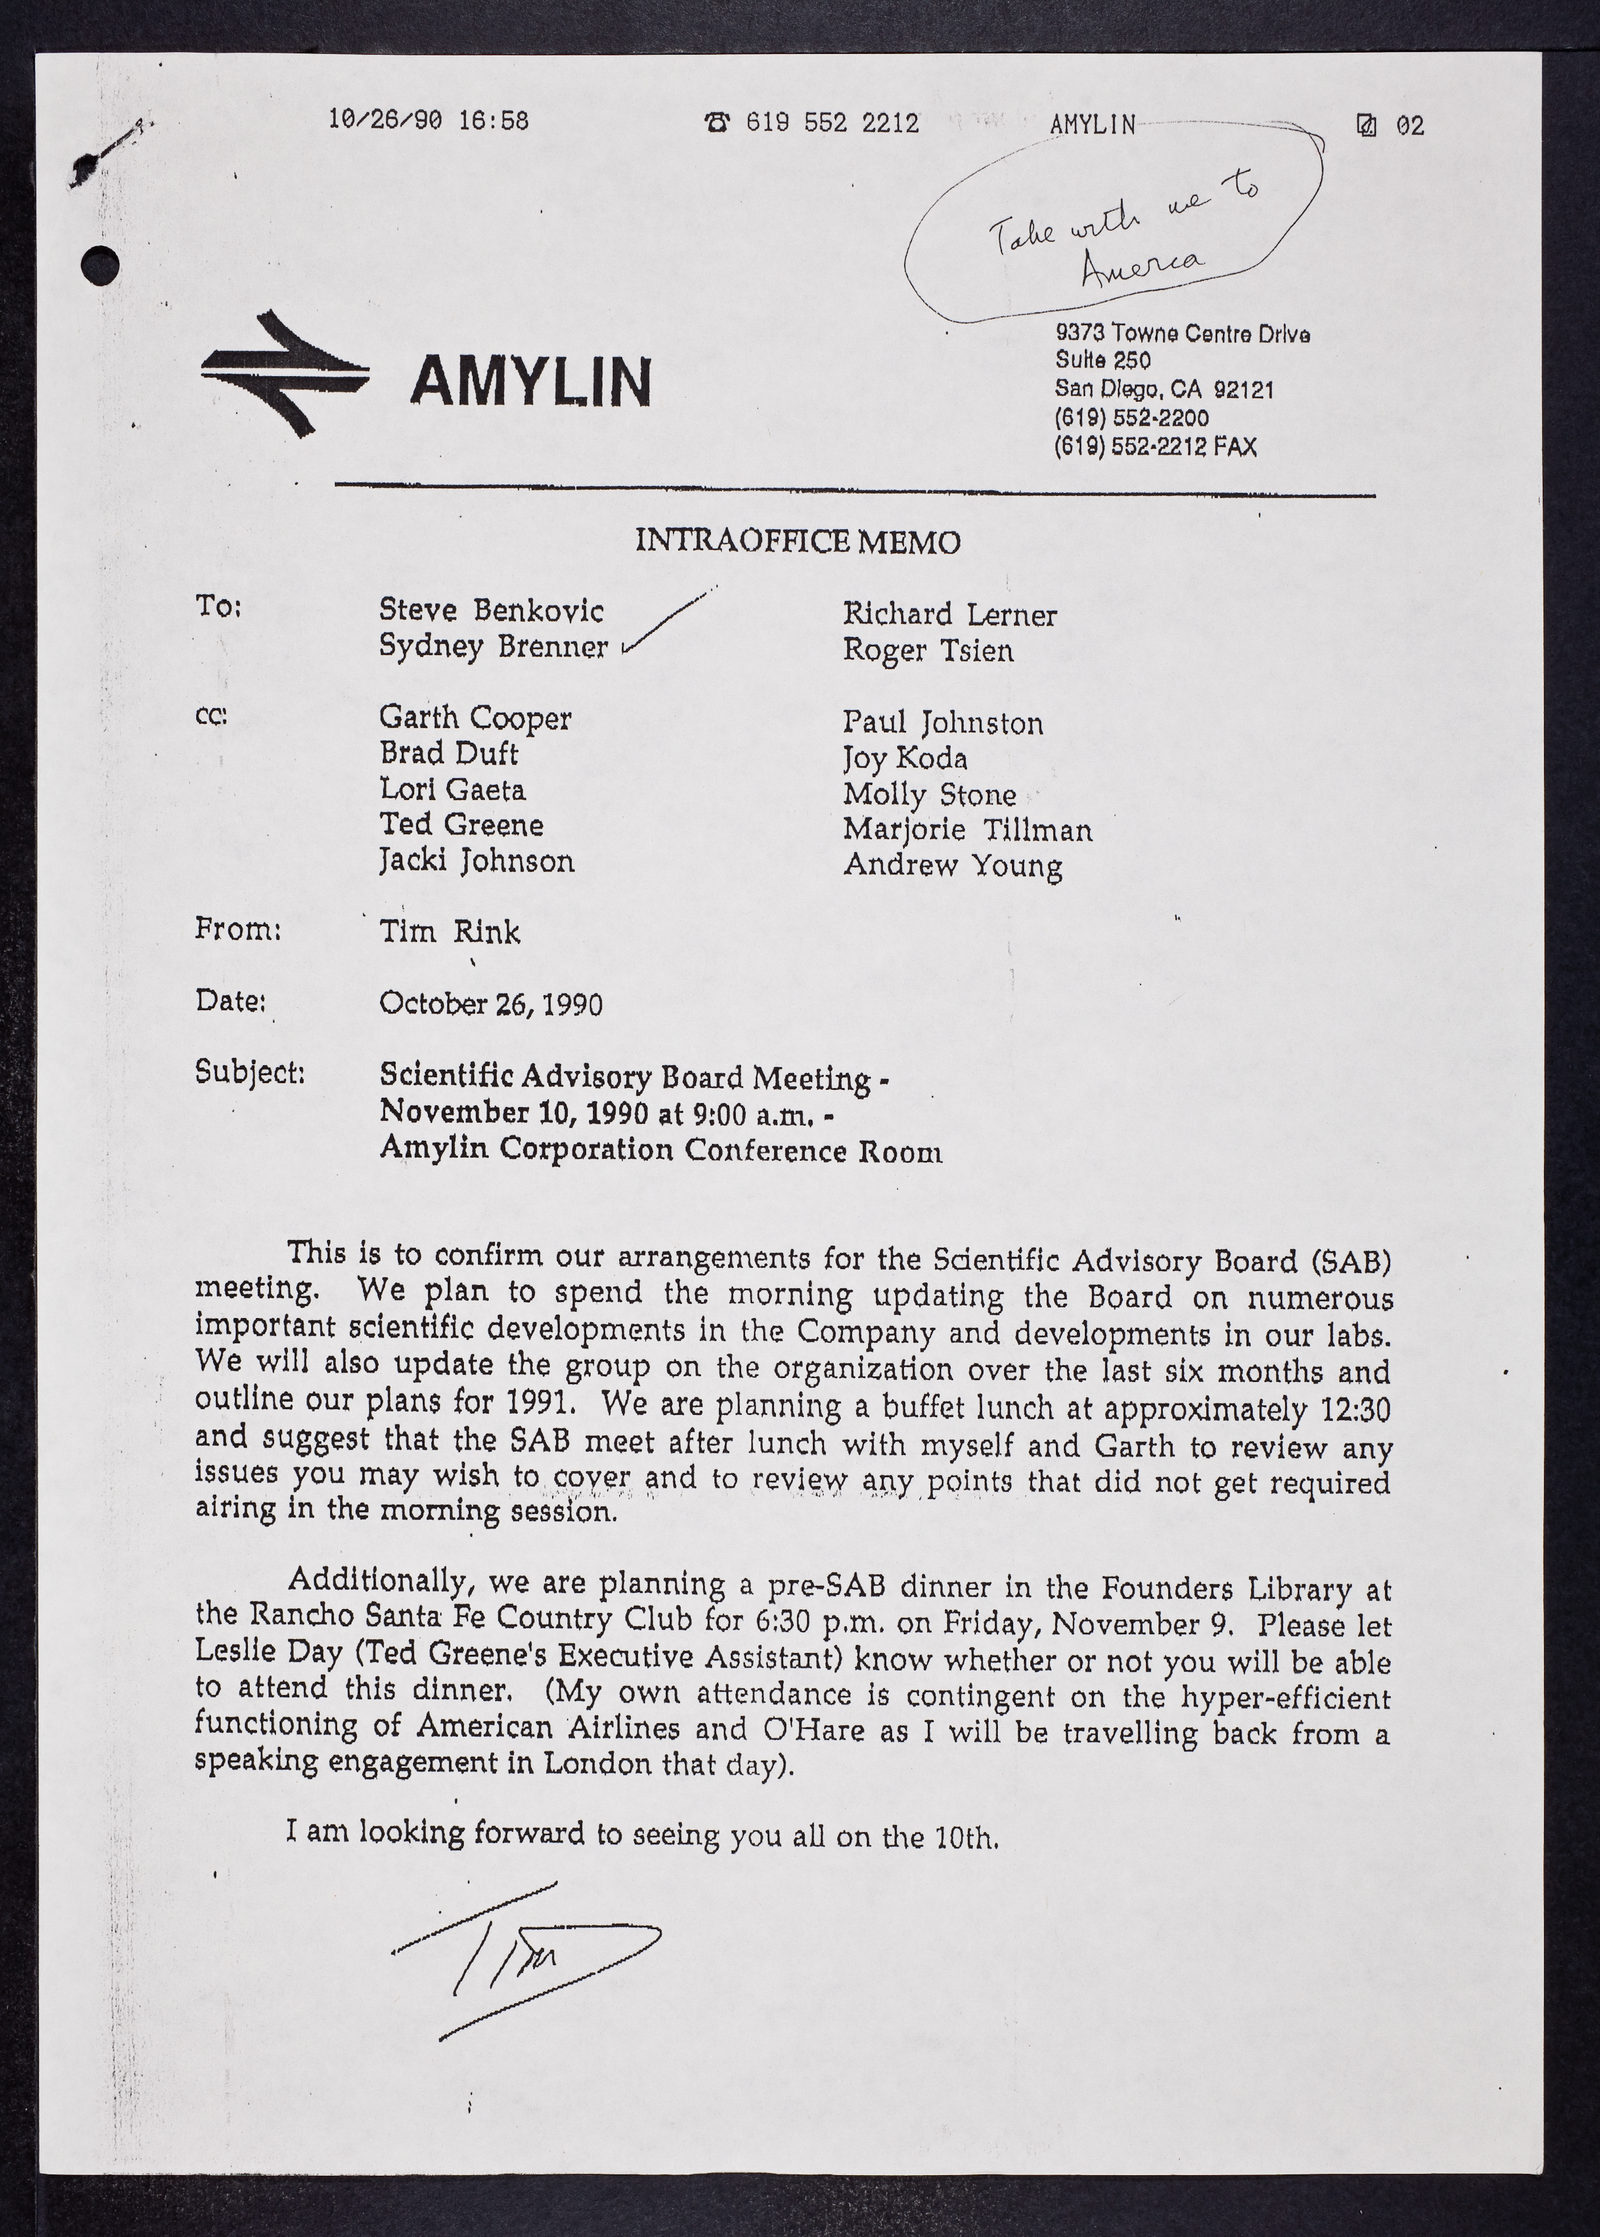 10/26/90 16:58 ☎ 619 552 2212 AMYLIN 02
Take with me to
America
AMYLIN
9373 Towne Centre Drive
Suite 250
San Diego, CA 92121
(619) 552-2200
(619) 552-2212 FAX
INTRAOFFICE MEMO
To: Steve Benkovic Richard Lerner
Sydney Brenner ✓ Roger Tsien
cc: Garth Cooper Paul Johnston
Brad Duft Joy Koda
Lori Gaeta Molly Stone
Ted Greene Marjorie Tillman
Jacki Johnson Andrew Young
From: Tim Rink
Date: October 26, 1990
Subject: Scientific Advisory Board Meeting -
November 10, 1990 at 9:00 a.m. -
Amylin Corporation Conference Room
This is to confirm our arrangements for the Scientific Advisory Board (SAB)
meeting. We plan to spend the morning updating the Board on numerous
important scientific developments in the Company and developments in our labs.
We will also update the group on the organization over the last six months and
outline our plans for 1991. We are planning a buffet lunch at approximately 12:30
and suggest that the SAB meet after lunch with myself and Garth to review any
issues you may wish to cover and to review any points that did not get required
airing in the morning session.
Additionally, we are planning a pre-SAB dinner in the Founders Library at
the Rancho Santa Fe Country Club for 6:30 p.m. on Friday, November 9. Please let
Leslie Day (Ted Greene's Executive Assistant) know whether or not you will be able
to attend this dinner. (My own attendance is contingent on the hyper-efficient
functioning of American Airlines and O'Hare as I will be travelling back from a
speaking engagement in London that day).
I am looking forward to seeing you all on the 10th.
Tim